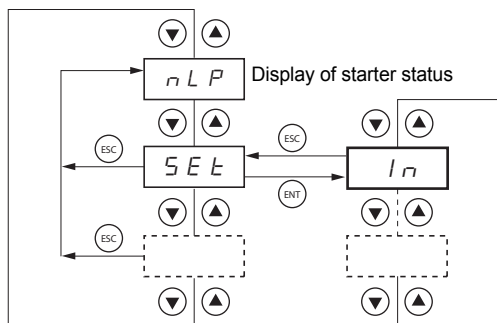 nLP Display of starter status
ESC ESC
SEt In
ENT
ESC